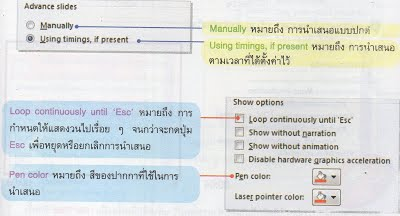 Advance slides
Manually
Using timings, if present
Manually หมายถึง การนำเสนอแบบปกติ
Using timings, if present หมายถึง การนำเสนอ
ตามเวลาที่ได้ตั้งค่าไว้
Loop continuously until 'Esc' หมายถึง การ
กำหนดให้แสดงวนไปเรื่อย ๆ จนกว่าจะกดปุ่ม
Esc เพื่อหยุดหรือยกเลิกการนำเสนอ
Pen color หมายถึง สีของปากกาที่ใช้ในการ
นำเสนอ
Show options
Loop continuously until 'Esc'
Show without narration
Show without animation
Disable hardware graphics acceleration
Pen color:
Laser pointer color: